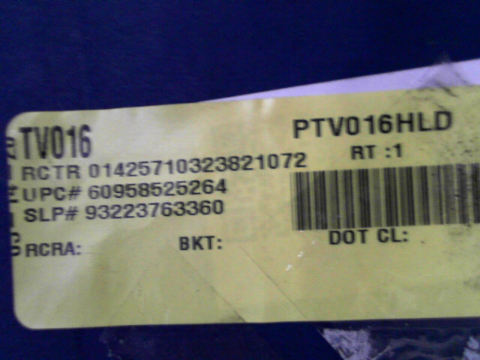 TV016
PTV016HLD
RCTR 01425710323821072
RT :1
UPC# 60958525264
SLP# 93223763360
RCRA:
BKT:
DOT CL: